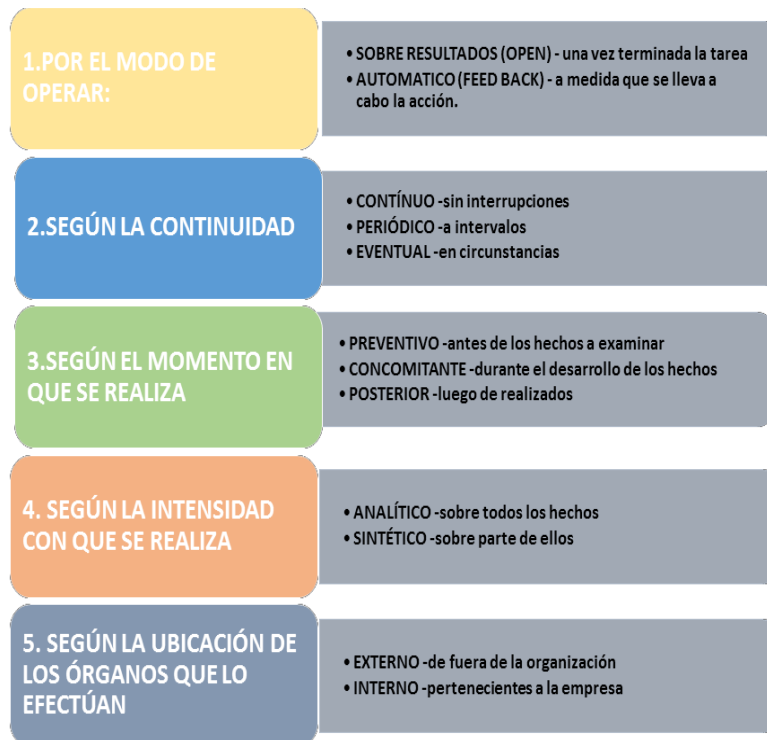 1.POR EL MODO DE
OPERAR:
• SOBRE RESULTADOS (OPEN) - una vez terminada la tarea
• AUTOMATICO (FEED BACK) - a medida que se lleva a
cabo la acción.
2.SEGÚN LA CONTINUIDAD
• CONTÍNUO -sin interrupciones
• PERIÓDICO -a intervalos
• EVENTUAL -en circunstancias
3.SEGÚN EL MOMENTO EN
QUE SE REALIZA
• PREVENTIVO -antes de los hechos a examinar
• CONCOMITANTE -durante el desarrollo de los hechos
• POSTERIOR -luego de realizados
4. SEGÚN LA INTENSIDAD
CON QUE SE REALIZA
• ANALÍTICO -sobre todos los hechos
• SINTÉTICO -sobre parte de ellos
5. SEGÚN LA UBICACIÓN DE
LOS ÓRGANOS QUE LO
EFECTÚAN
• EXTERNO -de fuera de la organización
• INTERNO -pertenecientes a la empresa